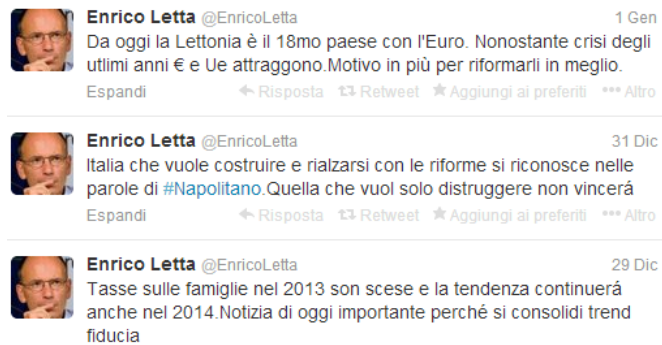 Enrico Letta @EnricoLetta 1 Gen
Da oggi la Lettonia è il 18mo paese con l'Euro. Nonostante crisi degli
utlimi anni € e Ue attraggono.Motivo in più per riformarli in meglio.
Espandi Risposta Retweet Aggiungi ai preferiti Altro
Enrico Letta @EnricoLetta 31 Dic
Italia che vuole costruire e rialzarsi con le riforme si riconosce nelle
parole di #Napolitano.Quella che vuol solo distruggere non vincerá
Espandi Risposta Retweet Aggiungi ai preferiti Altro
Enrico Letta @EnricoLetta 29 Dic
Tasse sulle famiglie nel 2013 son scese e la tendenza continuerá
anche nel 2014.Notizia di oggi importante perché si consolidi trend
fiducia